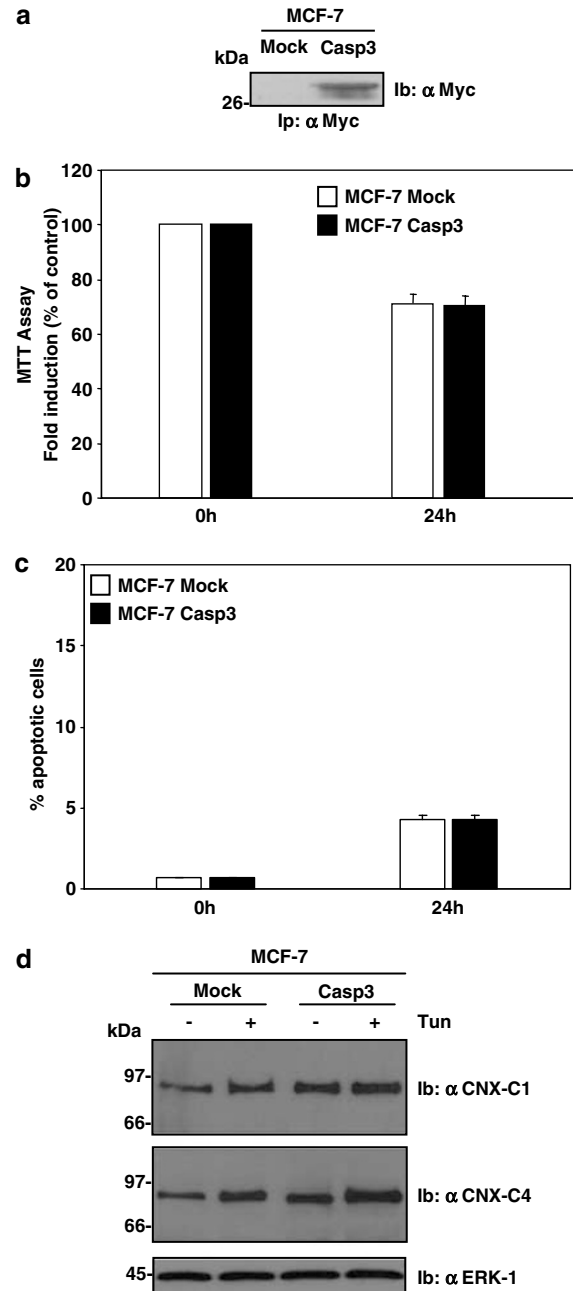 a
MCF-7
kDa Mock Casp3
26-
Ib: α Myc
Ip: α Myc
b
MTT Assay
Fold induction (% of control)
120
100
80
60
40
20
0
MCF-7 Mock
MCF-7 Casp3
0h 24h
c
% apoptotic cells
20
15
10
5
0
MCF-7 Mock
MCF-7 Casp3
0h 24h
d
MCF-7
Mock Casp3
kDa - + - + Tun
97-
66-
Ib: α CNX-C1
97-
66-
Ib: α CNX-C4
45-
Ib: α ERK-1